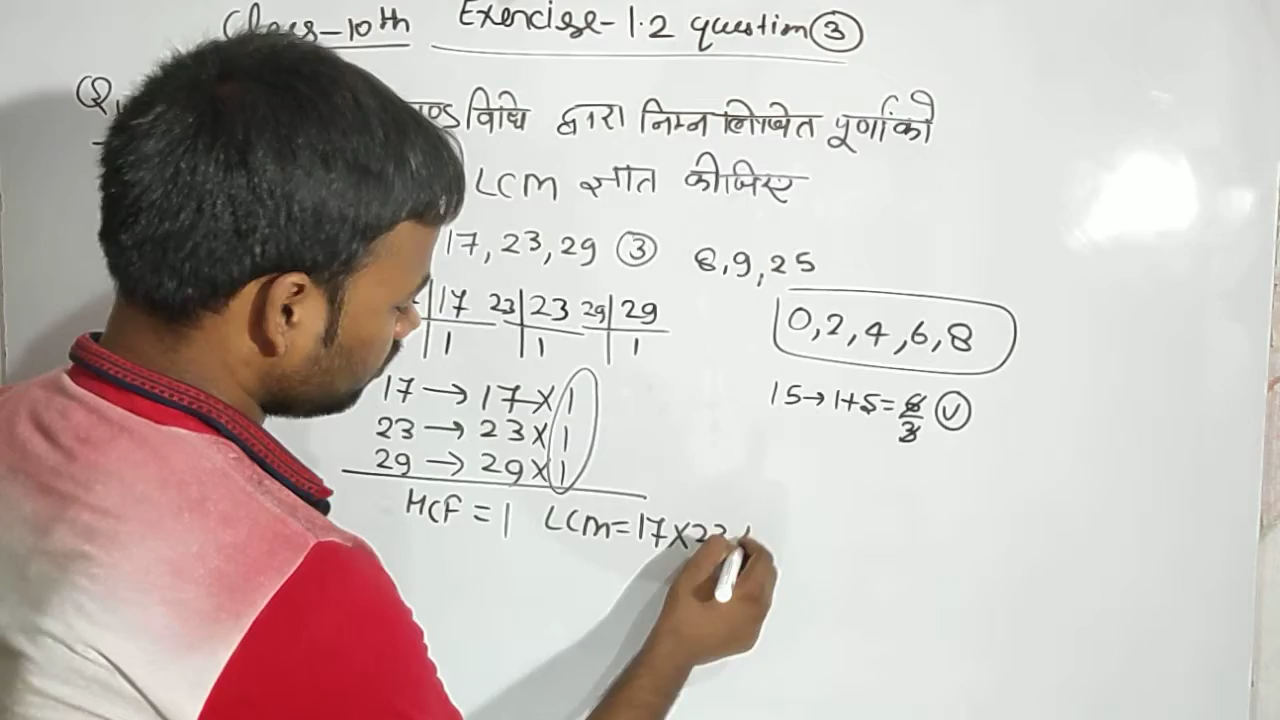 Class-10th Exercise-1.2 question ③
Q. विधि द्वारा निम्न लिखित पूर्णांको
LCM ज्ञात कीजिए
17, 23, 29 ③ 8, 9, 25
17 23 23 29 29
1 1 1
0, 2, 4, 6, 8
17 → 17 × 1
15 → 1+5 = 6/3 ✓
23 → 23 × 1
29 → 29 × 1
HCF = 1 LCM = 17 × 23